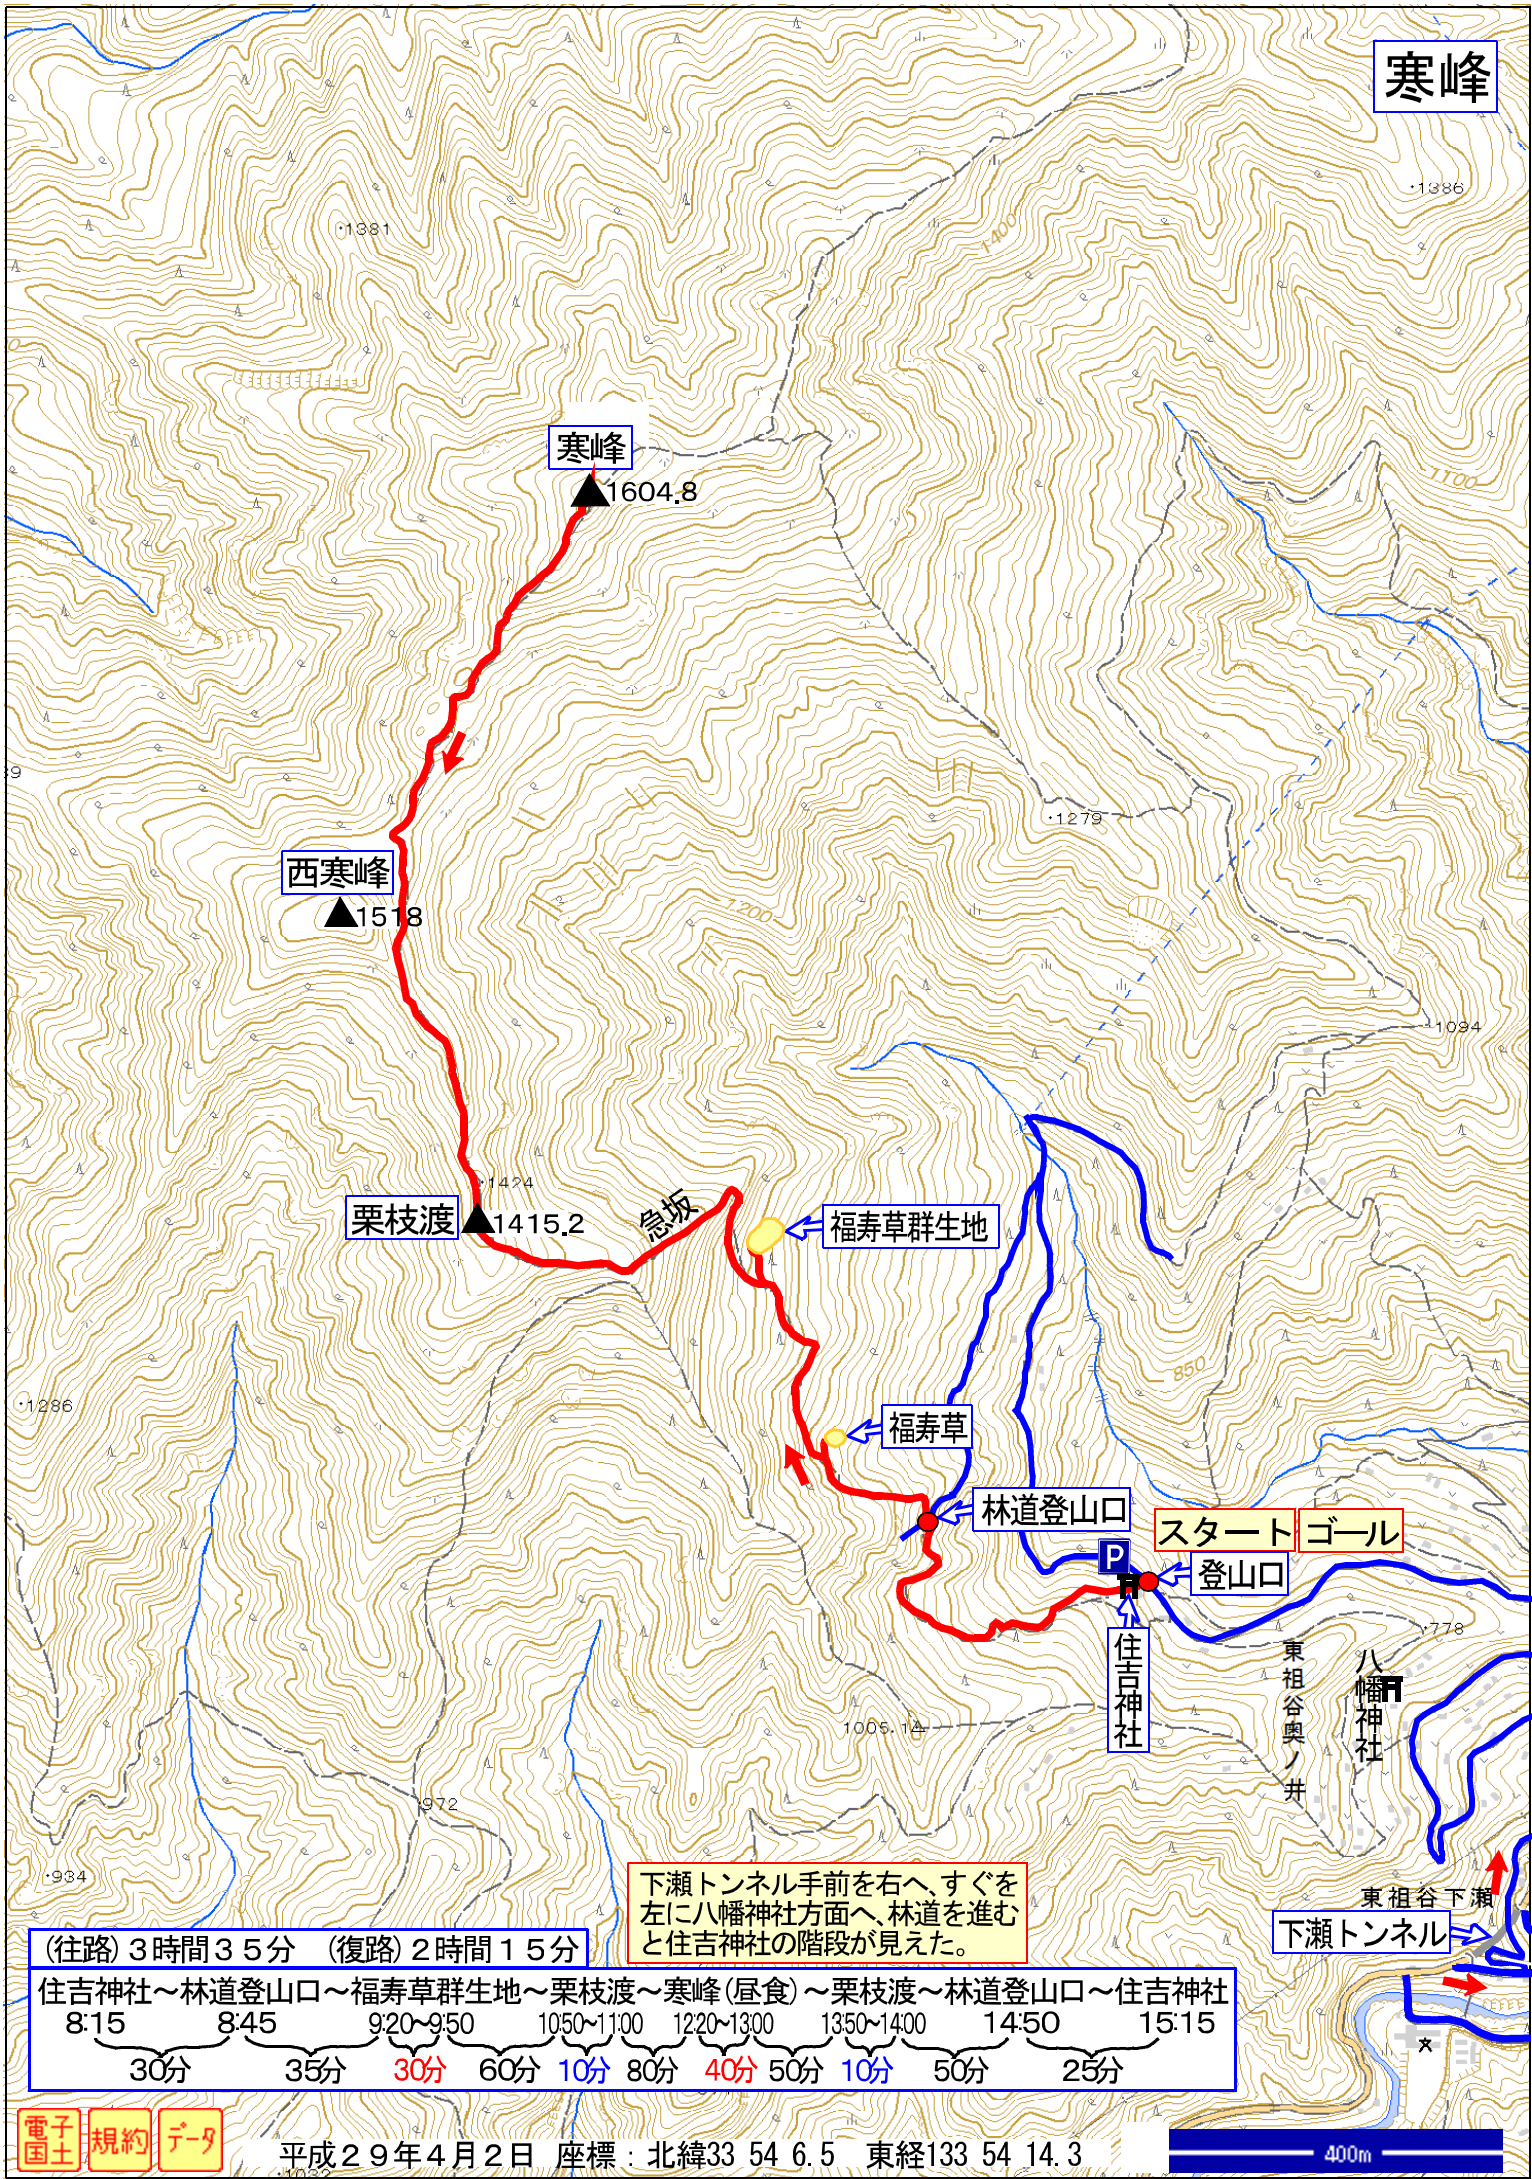 寒峰
・1386
・1381
1400
寒峰
1604.8
1100
・1279
西寒峰
1518
1200
・1094
・1424
栗枝渡
1415.2
急坂
福寿草群生地
850
・1286
福寿草
林道登山口
スタート
ゴール
P
登山口
・778
住吉神社
東祖谷奥ノ井
八幡神社
1005.1
・972
・934
下瀬トンネル手前を右へ、すぐを
左に八幡神社方面へ、林道を進む
と住吉神社の階段が見えた。
東祖谷下瀬
下瀬トンネル
(往路)3時間35分 (復路)2時間15分
住吉神社～林道登山口～福寿草群生地～栗枝渡～寒峰(昼食)～栗枝渡～林道登山口～住吉神社
8:15 8:45 9:20~9:50 10:50~11:00 12:20~13:00 13:50~14:00 14:50 15:15
30分 35分 30分 60分 10分 80分 40分 50分 10分 50分 25分
文
電子国土
規約
データ
平成29年4月2日 座標:北緯33 54 6.5 東経133 54 14.3
400m